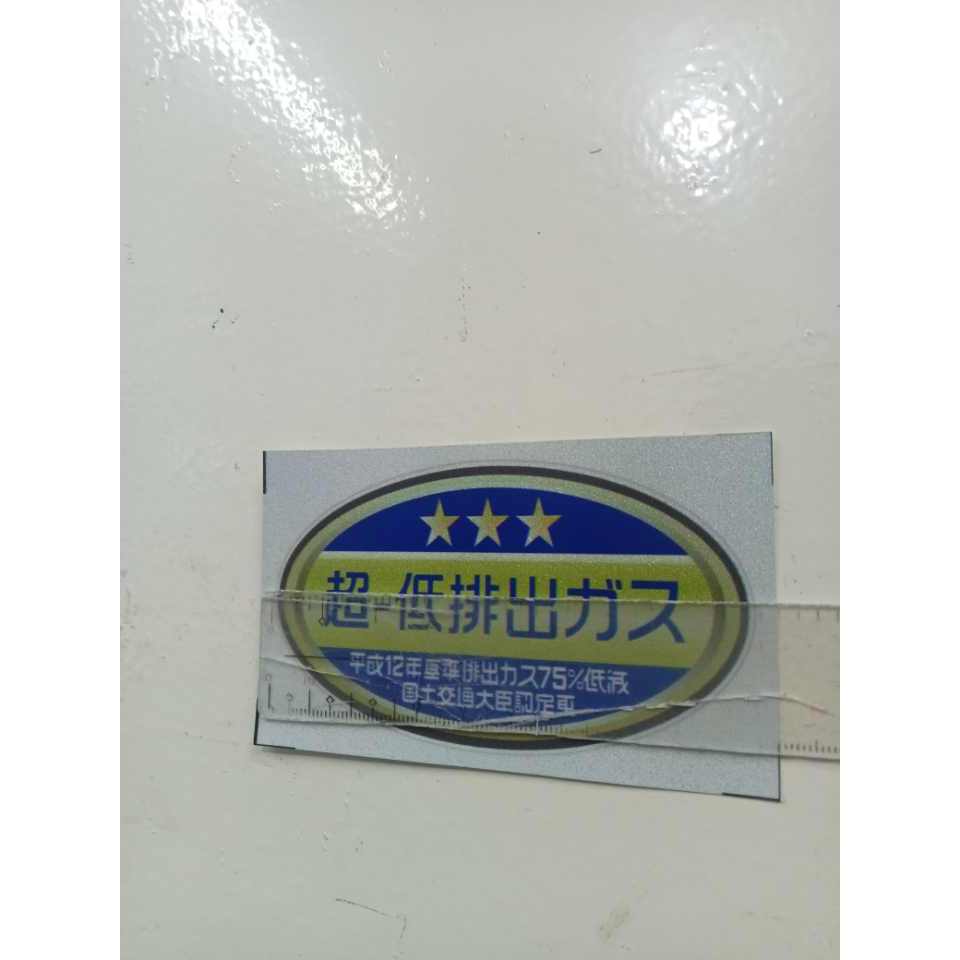 ★★★
超-低排出ガス
平成12年基準排出ガス75%低減
国土交通大臣認定車